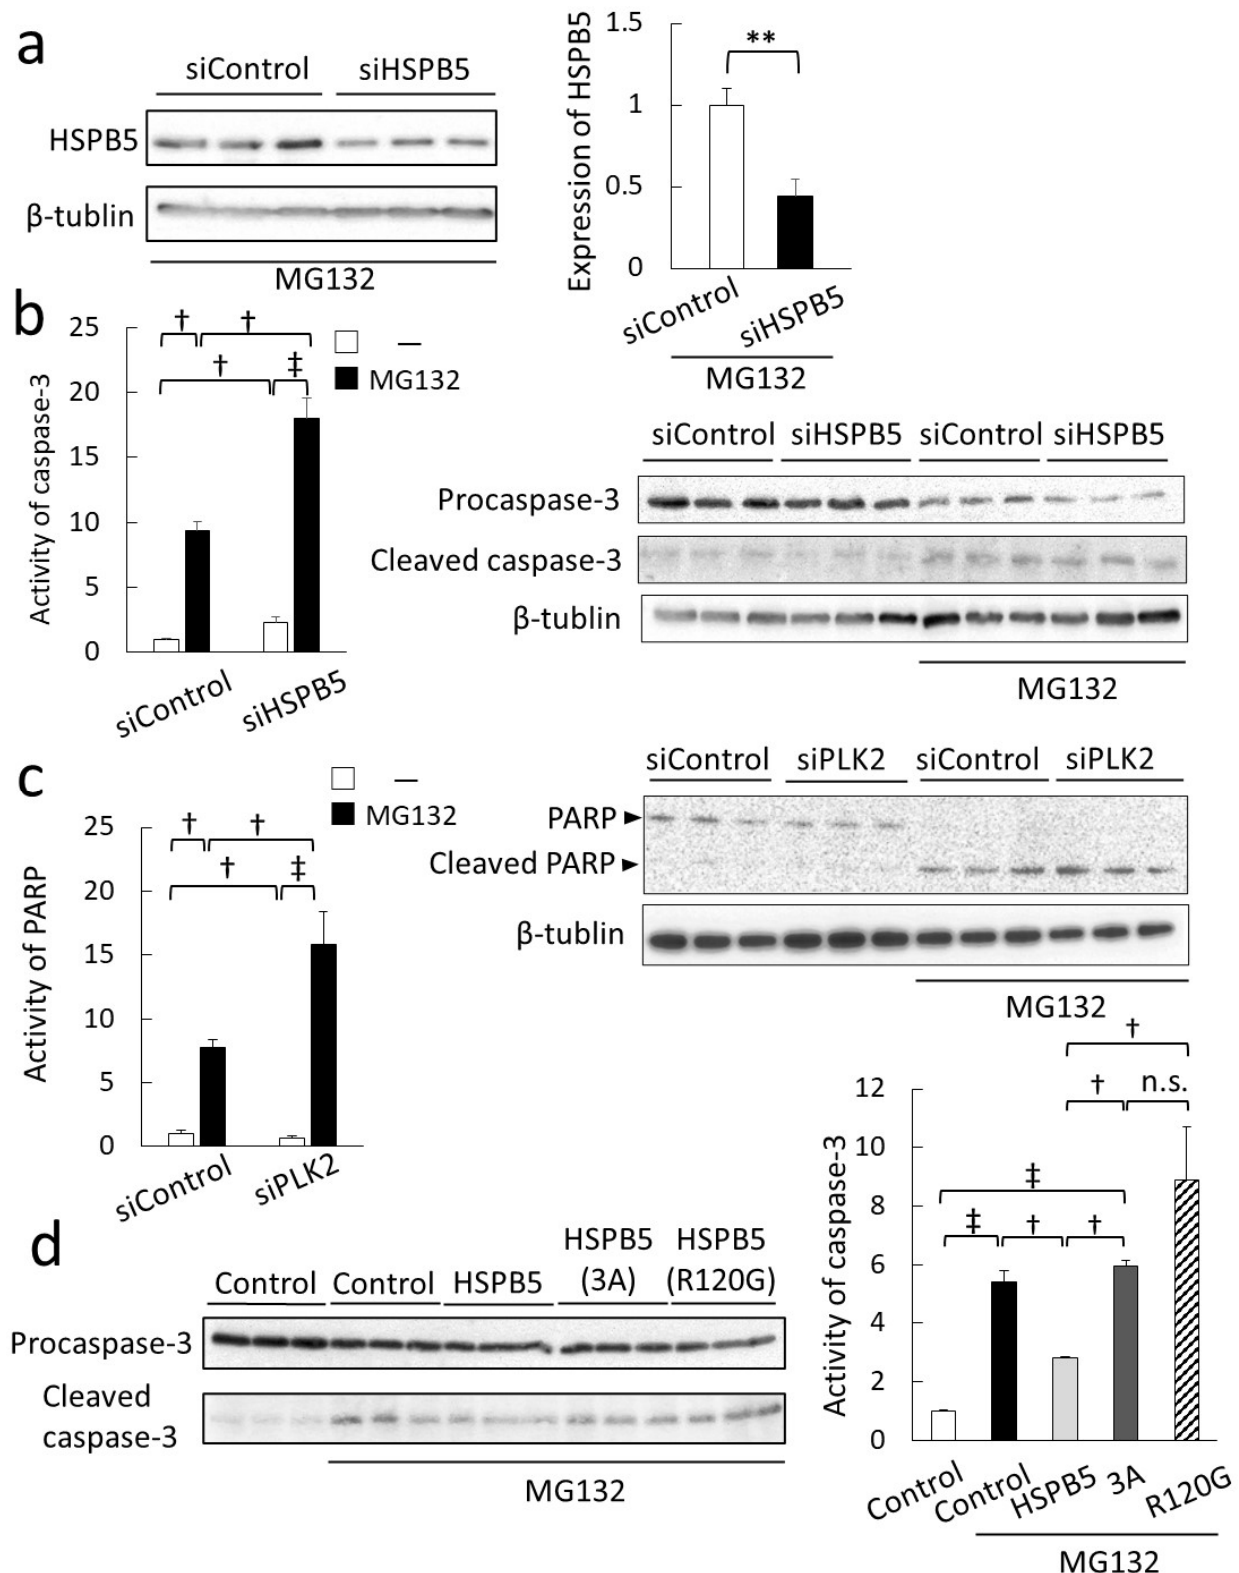 a
siControl siHSPB5
HSPB5
β-tublin
MG132
Expression of HSPB5
1.5
1
0.5
0
**
siControl
siHSPB5
MG132
b
Activity of caspase-3
25
20
15
10
5
0
† †
† ‡
–
MG132
siControl
siHSPB5
siControl siHSPB5 siControl siHSPB5
Procaspase-3
Cleaved caspase-3
β-tublin
MG132
c
Activity of PARP
25
20
15
10
5
0
† †
† ‡
–
MG132
siControl
siPLK2
siControl siPLK2 siControl siPLK2
PARP
Cleaved PARP
β-tublin
MG132
d
Control Control HSPB5 HSPB5 (3A) HSPB5 (R120G)
Procaspase-3
Cleaved
caspase-3
MG132
Activity of caspase-3
12
10
8
6
4
2
0
†
† n.s.
‡
‡ † †
Control
Control
HSPB5
3A
R120G
MG132